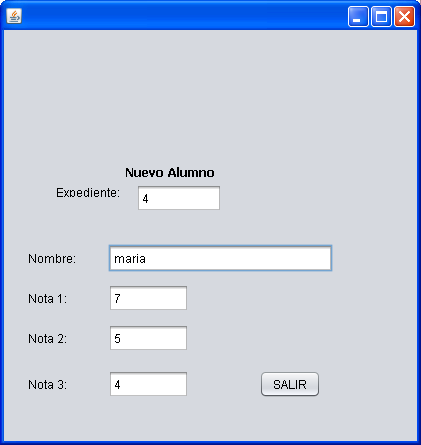 Nuevo Alumno
Expediente: 4
Nombre: maria
Nota 1: 7
Nota 2: 5
Nota 3: 4 SALIR